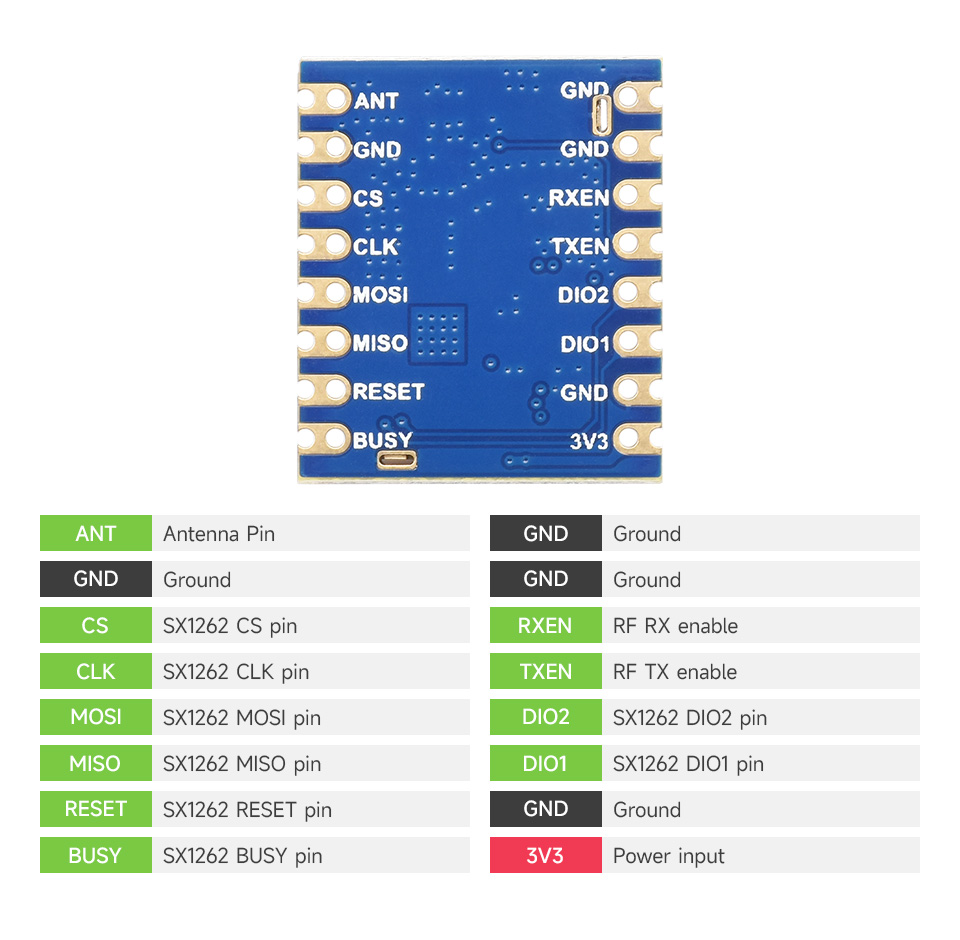 ANT
GND
CS
CLK
MOSI
MISO
RESET
BUSY
GND
GND
RXEN
TXEN
DIO2
DIO1
GND
3V3
ANT Antenna Pin
GND Ground
CS SX1262 CS pin
CLK SX1262 CLK pin
MOSI SX1262 MOSI pin
MISO SX1262 MISO pin
RESET SX1262 RESET pin
BUSY SX1262 BUSY pin
GND Ground
GND Ground
RXEN RF RX enable
TXEN RF TX enable
DIO2 SX1262 DIO2 pin
DIO1 SX1262 DIO1 pin
GND Ground
3V3 Power input